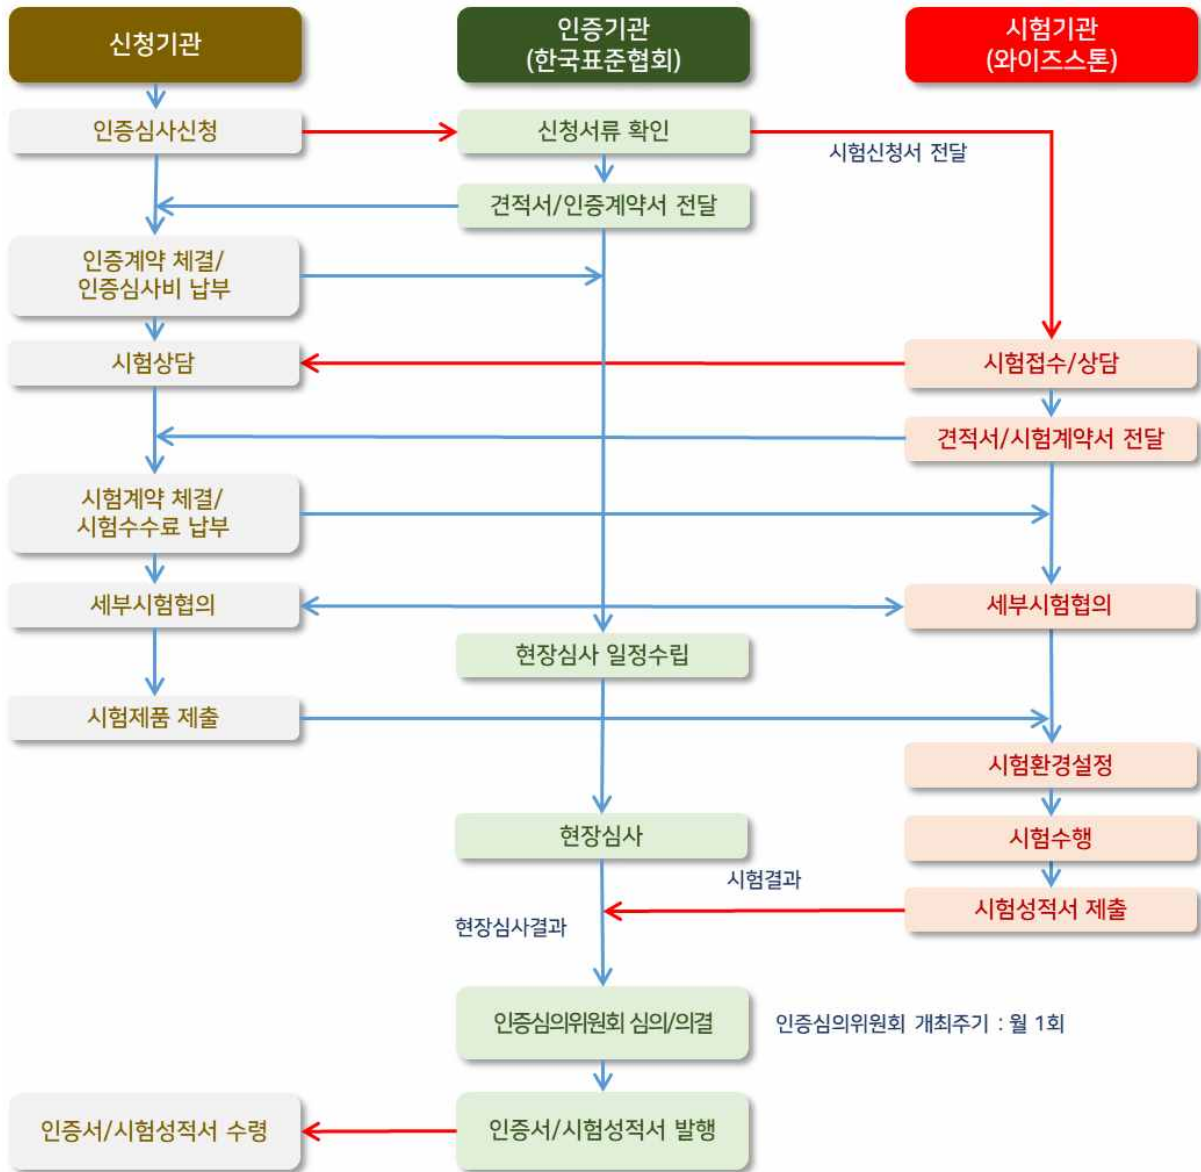 신청기관
인증기관
(한국표준협회)
시험기관
(와이즈스톤)
인증심사신청
신청서류 확인
시험신청서 전달
견적서/인증계약서 전달
인증계약 체결/
인증심사비 납부
시험상담
시험접수/상담
견적서/시험계약서 전달
시험계약 체결/
시험수수료 납부
세부시험협의
세부시험협의
현장심사 일정수립
시험제품 제출
시험환경설정
현장심사
시험수행
시험결과
시험성적서 제출
현장심사결과
인증심의위원회 심의/의결
인증심의위원회 개최주기 : 월 1회
인증서/시험성적서 수령
인증서/시험성적서 발행